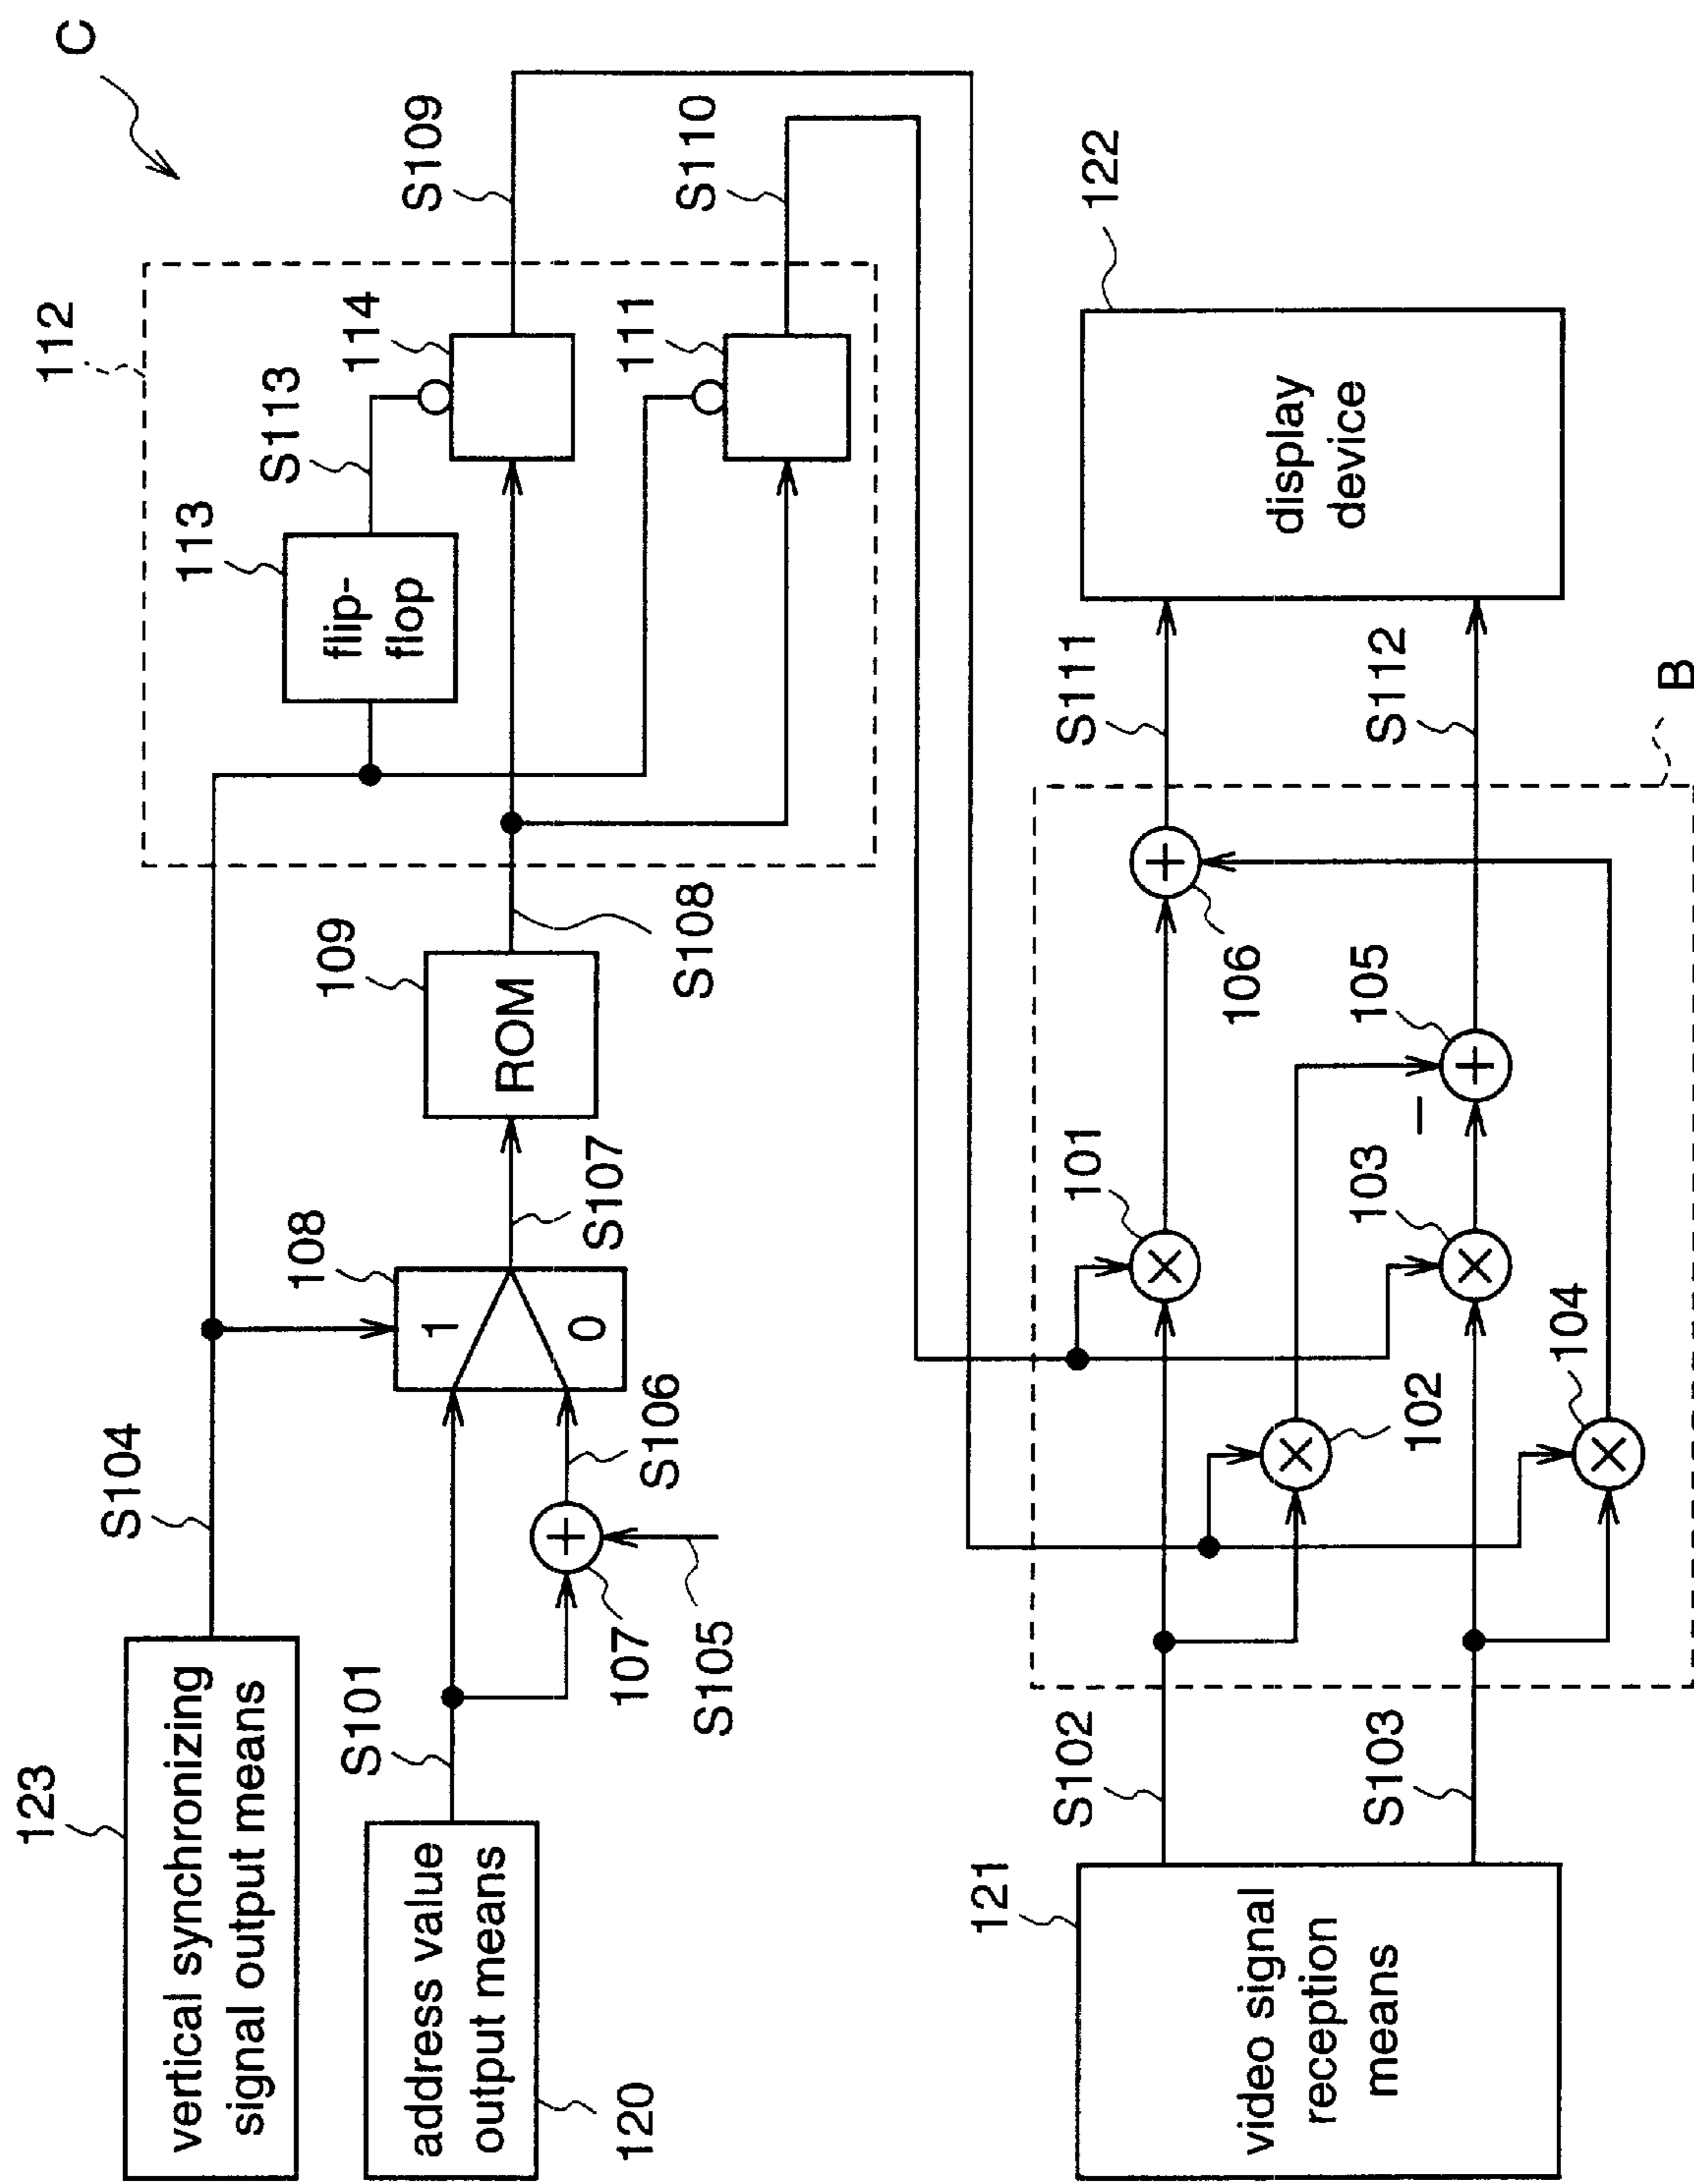 C
123
vertical synchronizing
signal output means
S104
112
113
flip-
flop
S113
114
S109
120
address value
output means
S101
107
S105
S106
108
1
0
S107
109
ROM
S108
111
S110
121
video signal
reception
means
S102
S103
101
102
103
104
105
106
+
+
+
−
×
×
×
×
S111
S112
122
display
device
B